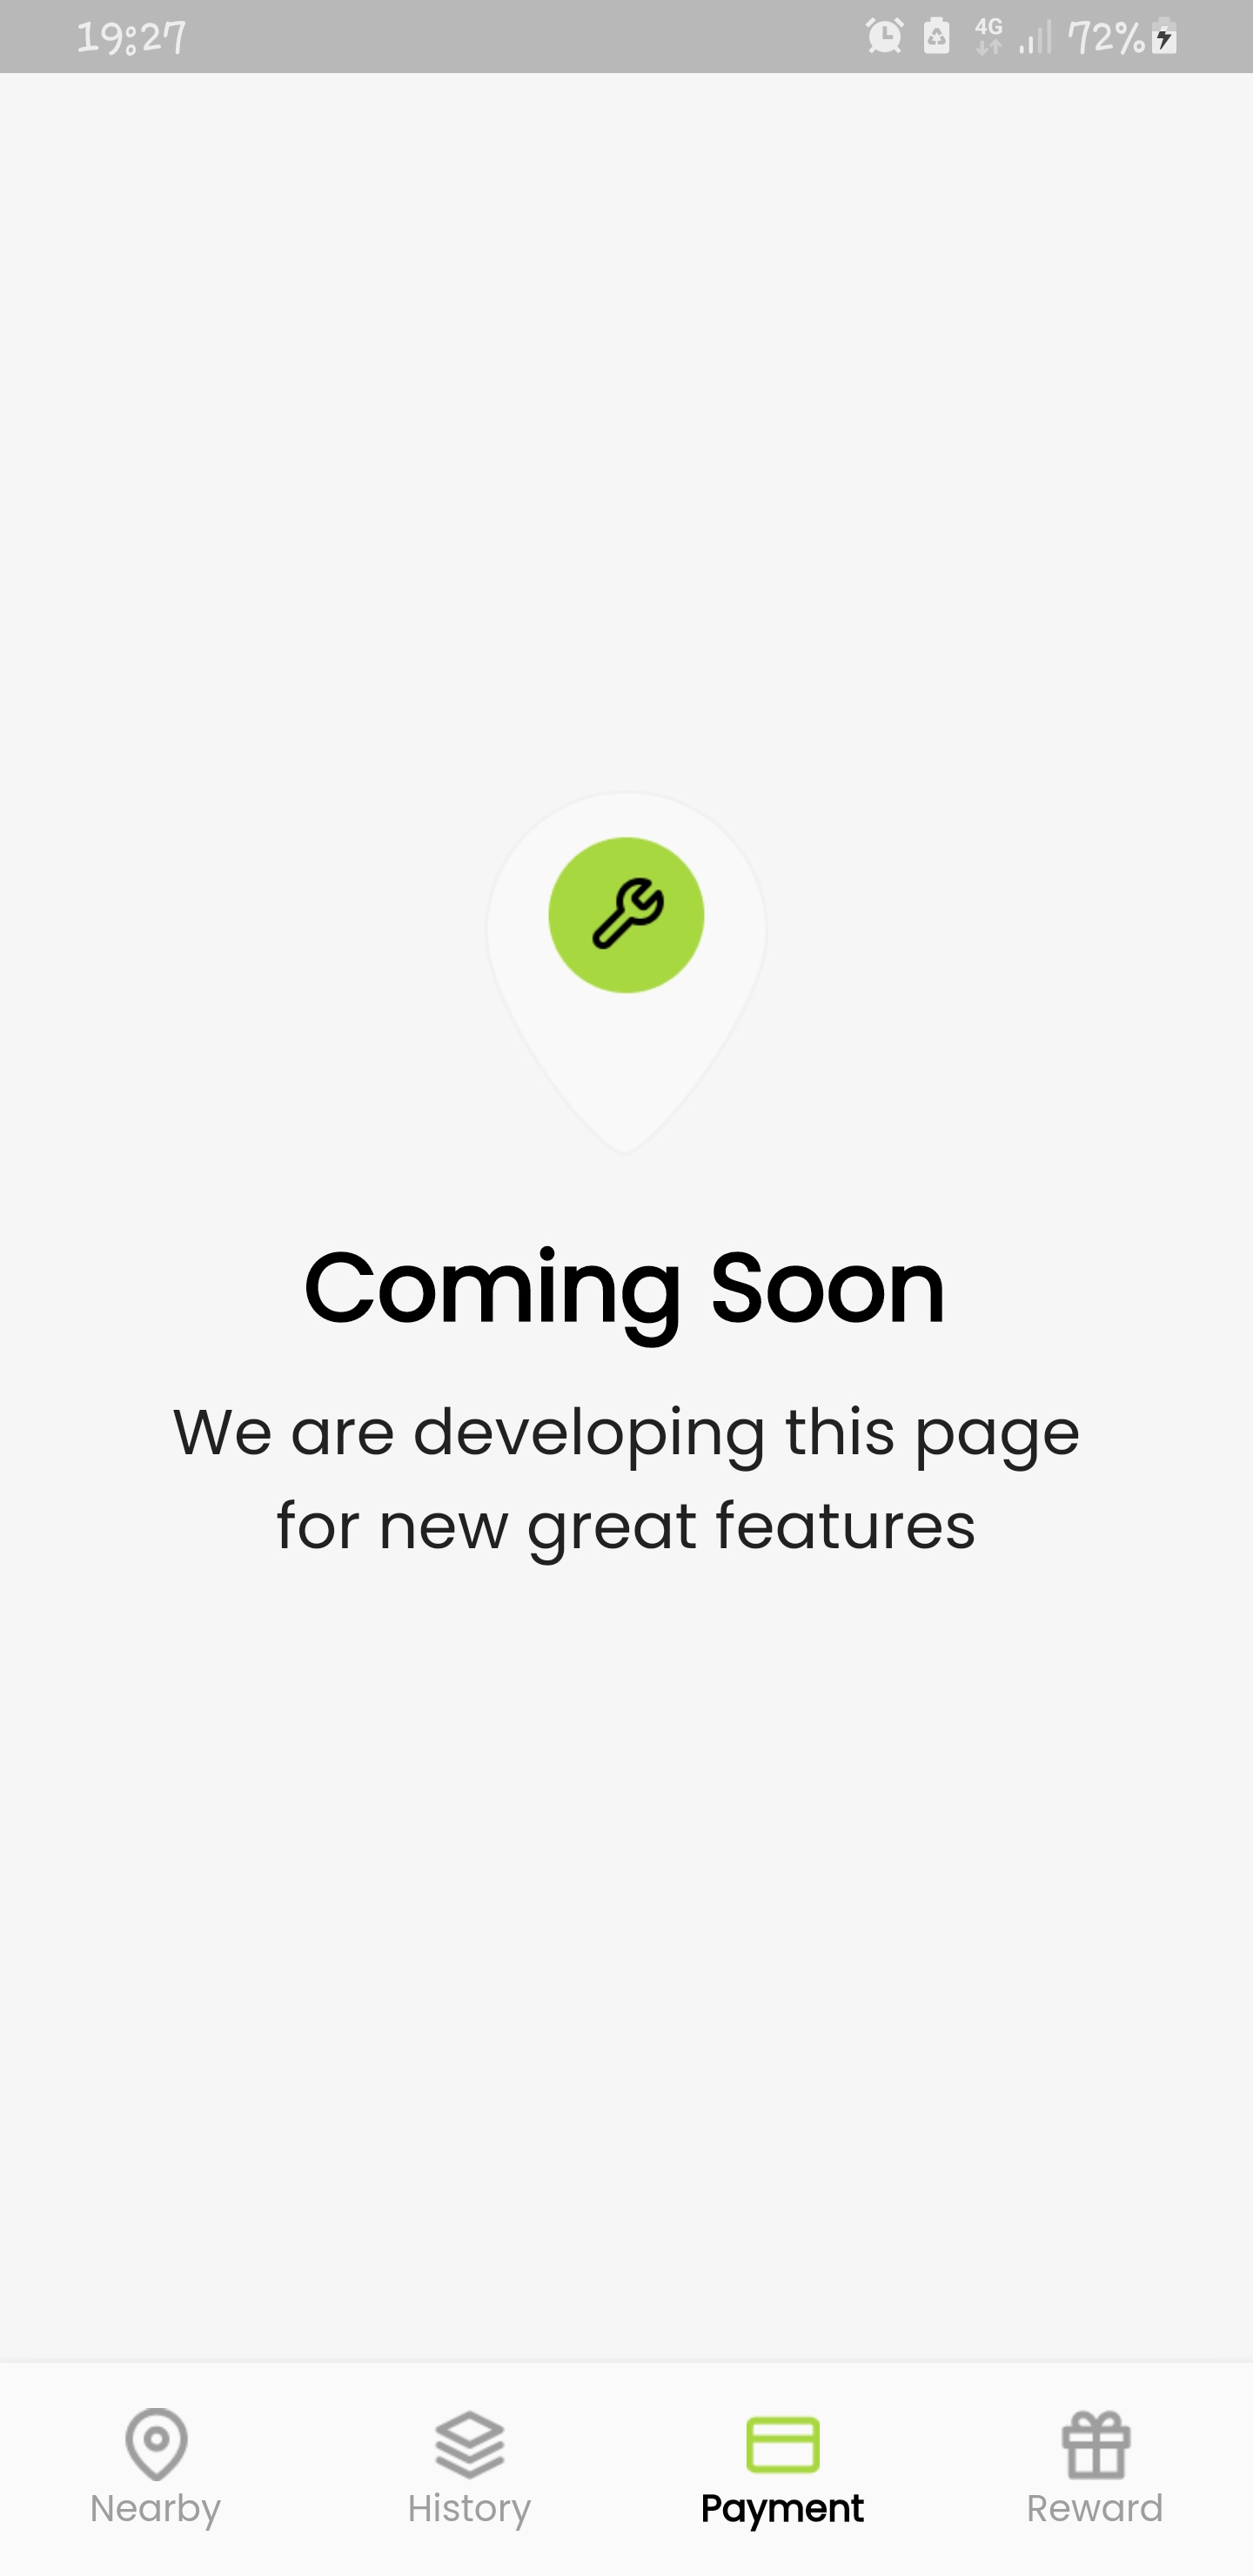 19:27
4G
72%
Coming Soon
We are developing this page
for new great features
Nearby
History
Payment
Reward